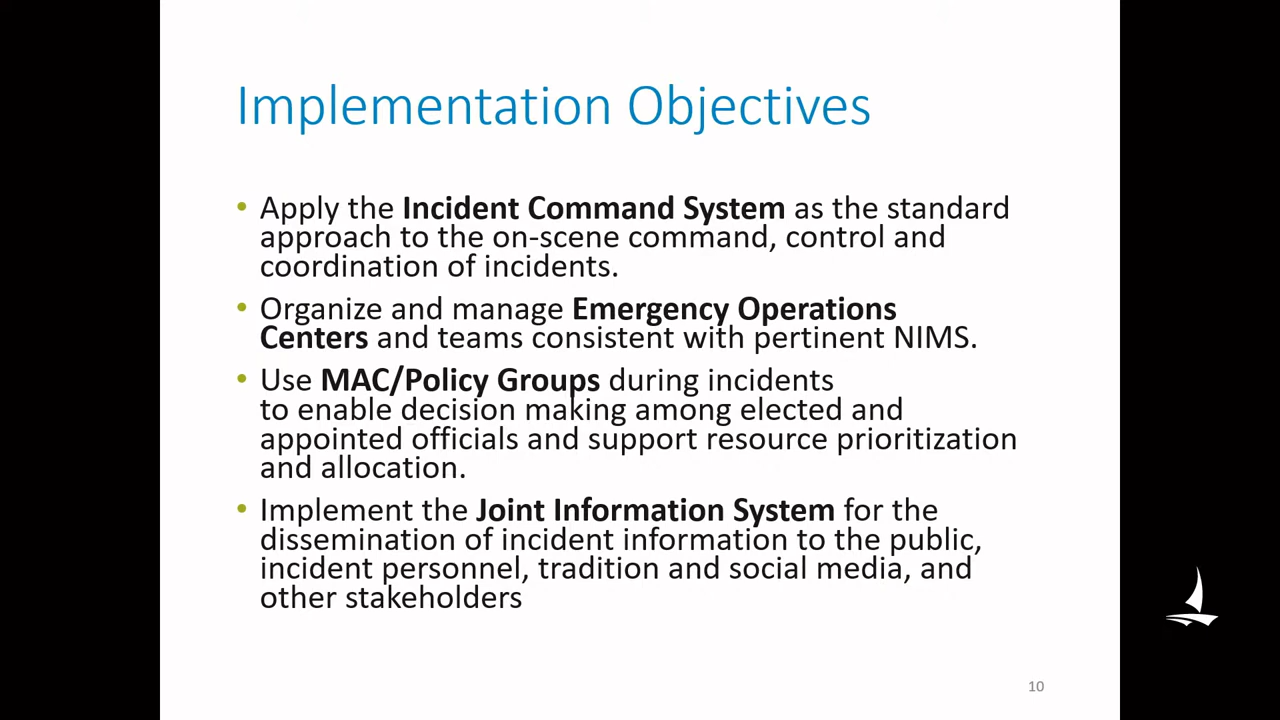 Implementation Objectives
• Apply the Incident Command System as the standard
approach to the on-scene command, control and
coordination of incidents.
• Organize and manage Emergency Operations
Centers and teams consistent with pertinent NIMS.
• Use MAC/Policy Groups during incidents
to enable decision making among elected and
appointed officials and support resource prioritization
and allocation.
• Implement the Joint Information System for the
dissemination of incident information to the public,
incident personnel, tradition and social media, and
other stakeholders
10